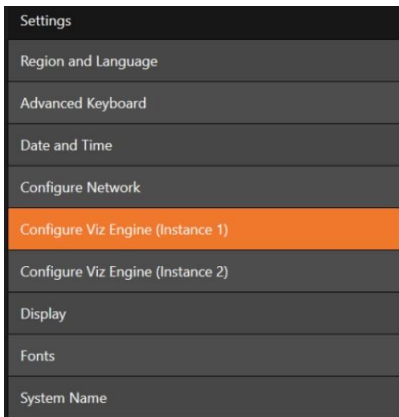 Settings
Region and Language
Advanced Keyboard
Date and Time
Configure Network
Configure Viz Engine (Instance 1)
Configure Viz Engine (Instance 2)
Display
Fonts
System Name